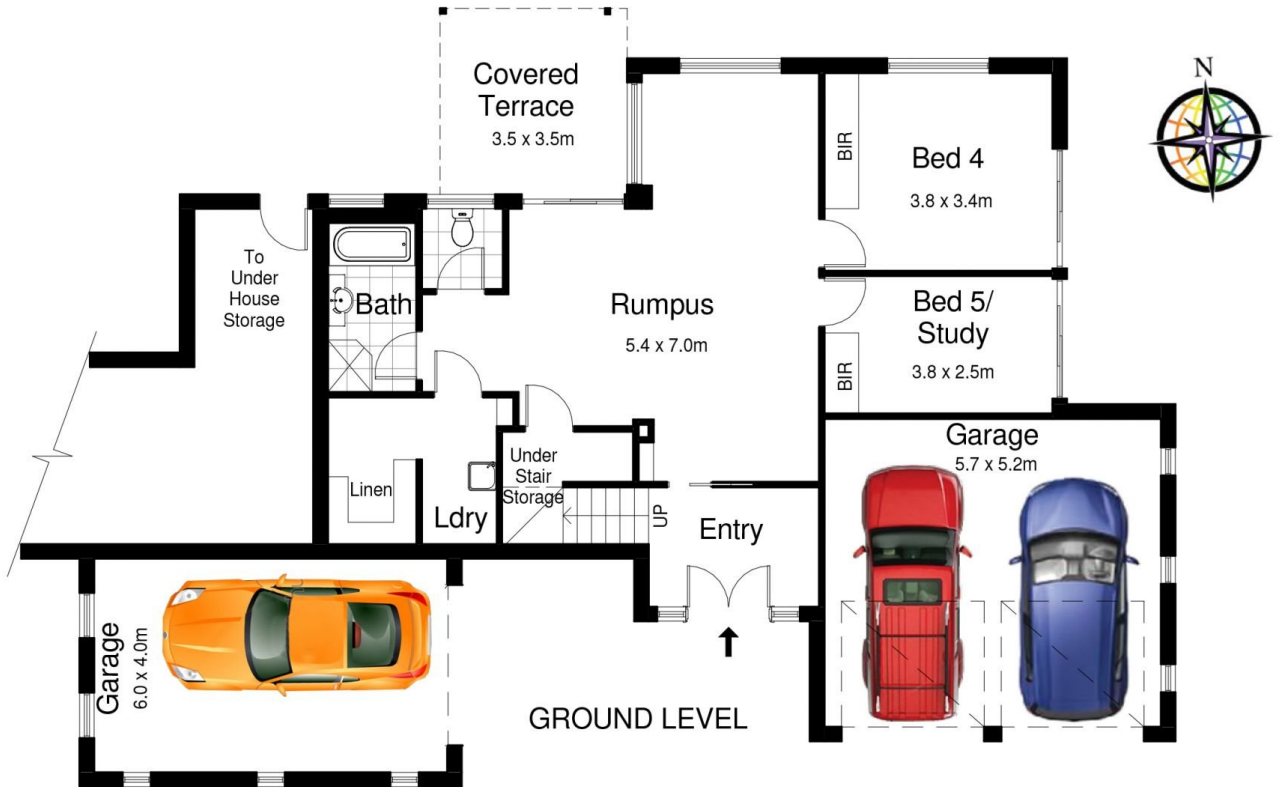 N
Covered
Terrace
3.5 x 3.5m
BIR
Bed 4
3.8 x 3.4m
To
Under
House
Storage
Bath
Rumpus
5.4 x 7.0m
Bed 5/
Study
3.8 x 2.5m
BIR
Garage
5.7 x 5.2m
Under
Stair
Storage
Linen
Ldry
UP
Entry
Garage
6.0 x 4.0m
GROUND LEVEL